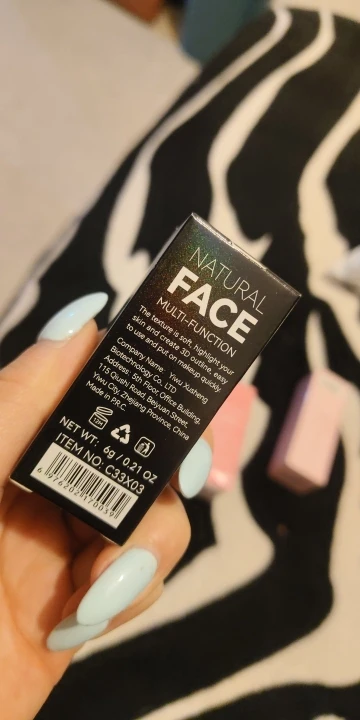 NATURAL
FACE
MULTI-FUNCTION
The texture is soft, highlight your
skin and create 3D outline, easy
to use and put on makeup quickly
Company Name: Yiwu Xusheng
Biotechnology Co., LTD
Address: 5th Floor, Office Building,
115 Qiushi Road, Beiyuan Street,
Yiwu City, Zhejiang Province, China
Made in P.R.C.
NET WT: 6g / 0.21 OZ
ITEM NO.: C33X03